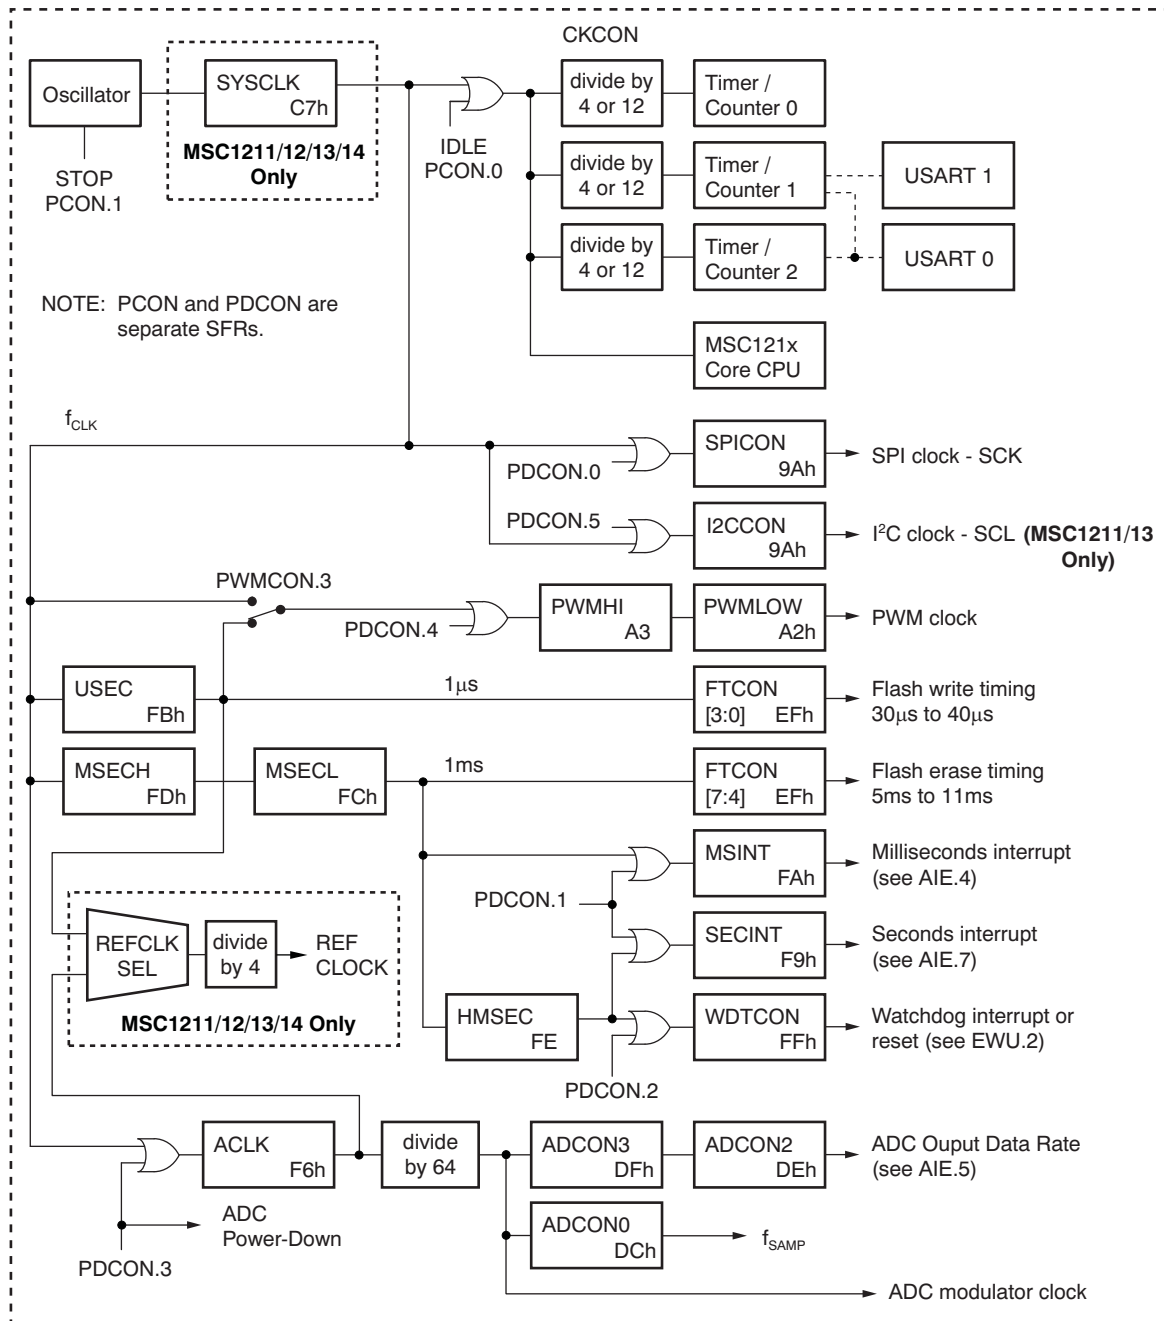 CKCON
Oscillator
SYSCLK
C7h
MSC1211/12/13/14
Only
STOP
PCON.1
IDLE
PCON.0
divide by
4 or 12
Timer /
Counter 0
divide by
4 or 12
Timer /
Counter 1
USART 1
divide by
4 or 12
Timer /
Counter 2
USART 0
NOTE: PCON and PDCON are
separate SFRs.
MSC121x
Core CPU
fCLK
PDCON.0
SPICON
9Ah
SPI clock - SCK
PDCON.5
I2CCON
9Ah
I²C clock - SCL (MSC1211/13
Only)
PWMCON.3
PDCON.4
PWMHI
A3
PWMLOW
A2h
PWM clock
USEC
FBh
1µs
FTCON
[3:0] EFh
Flash write timing
30µs to 40µs
MSECH
FDh
MSECL
FCh
1ms
FTCON
[7:4] EFh
Flash erase timing
5ms to 11ms
PDCON.1
MSINT
FAh
Milliseconds interrupt
(see AIE.4)
REFCLK
SEL
divide
by 4
REF
CLOCK
MSC1211/12/13/14 Only
SECINT
F9h
Seconds interrupt
(see AIE.7)
HMSEC
FE
PDCON.2
WDTCON
FFh
Watchdog interrupt or
reset (see EWU.2)
ACLK
F6h
divide
by 64
ADCON3
DFh
ADCON2
DEh
ADC Ouput Data Rate
(see AIE.5)
ADC
Power-Down
PDCON.3
ADCON0
DCh
fSAMP
ADC modulator clock